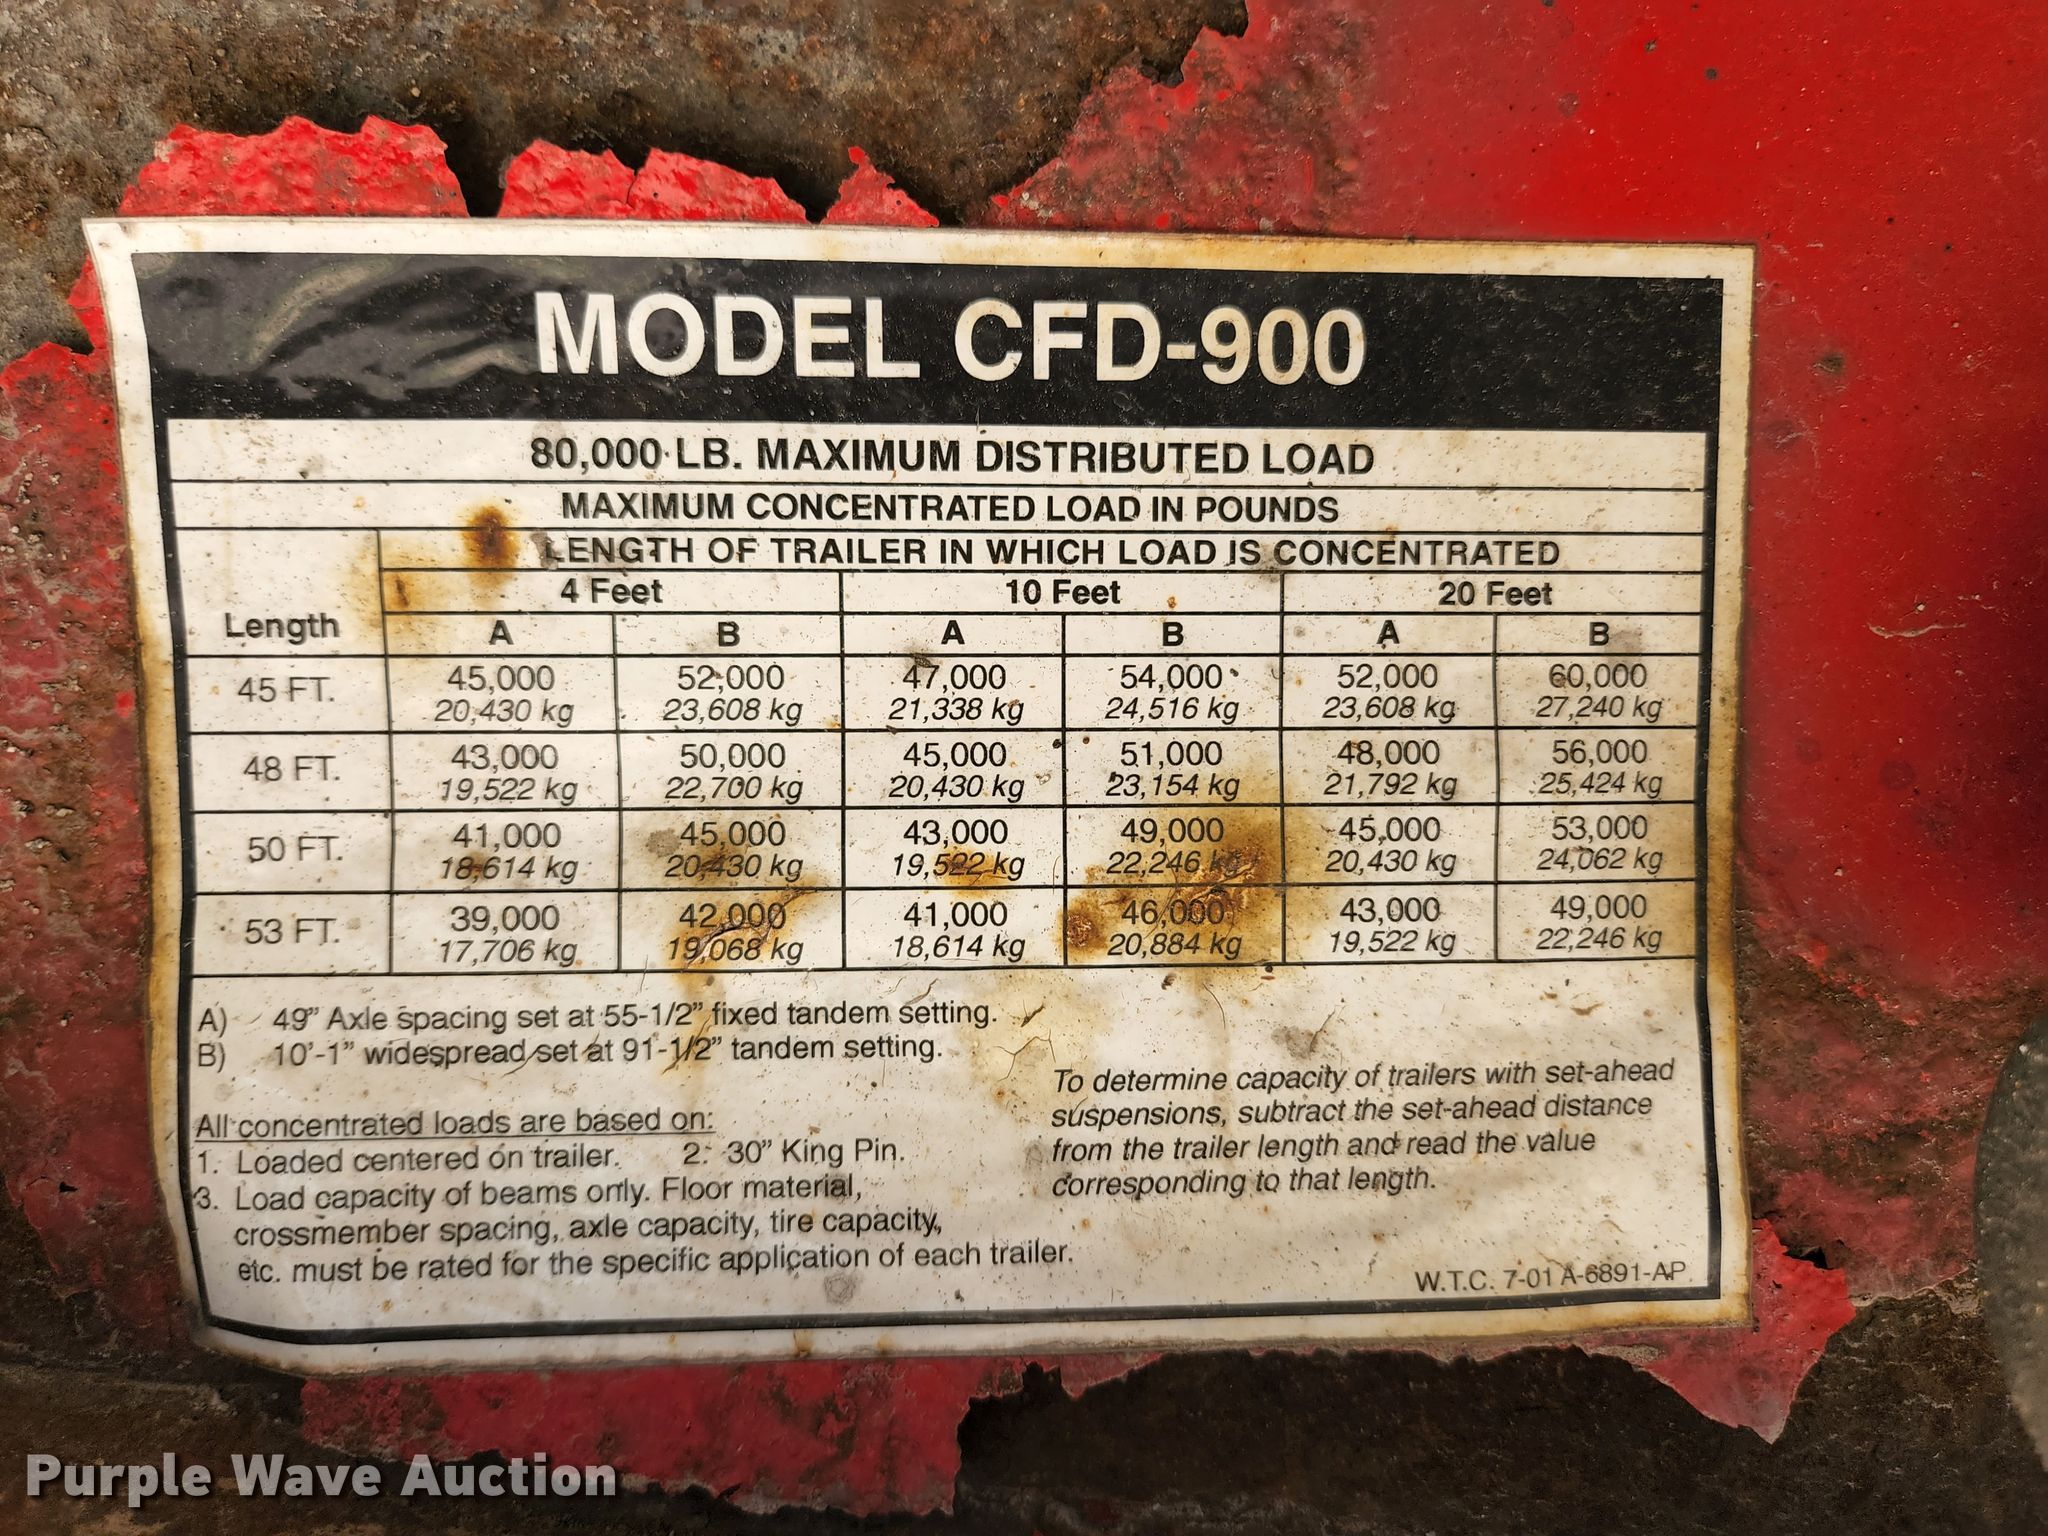 MODEL CFD-900
80,000 LB. MAXIMUM DISTRIBUTED LOAD
MAXIMUM CONCENTRATED LOAD IN POUNDS
LENGTH OF TRAILER IN WHICH LOAD IS CONCENTRATED
4 Feet 10 Feet 20 Feet
Length A B A B A B
45 FT. 45,000 52,000 47,000 54,000 52,000 60,000
20,430 kg 23,608 kg 21,338 kg 24,516 kg 23,608 kg 27,240 kg
48 FT. 43,000 50,000 45,000 51,000 48,000 56,000
19,522 kg 22,700 kg 20,430 kg 23,154 kg 21,792 kg 25,424 kg
50 FT. 41,000 45,000 43,000 49,000 45,000 53,000
18,614 kg 20,430 kg 19,522 kg 22,246 kg 20,430 kg 24,062 kg
53 FT. 39,000 42,000 41,000 46,000 43,000 49,000
17,706 kg 19,068 kg 18,614 kg 20,884 kg 19,522 kg 22,246 kg
A) 49" Axle spacing set at 55-1/2" fixed tandem setting.
B) 10'-1" widespread set at 91-1/2" tandem setting.
All concentrated loads are based on:
1. Loaded centered on trailer. 2. 30" King Pin.
3. Load capacity of beams only. Floor material,
crossmember spacing, axle capacity, tire capacity,
etc. must be rated for the specific application of each trailer.
To determine capacity of trailers with set-ahead
suspensions, subtract the set-ahead distance
from the trailer length and read the value
corresponding to that length.
W.T.C. 7-01 A-6891-AP
Purple Wave Auction